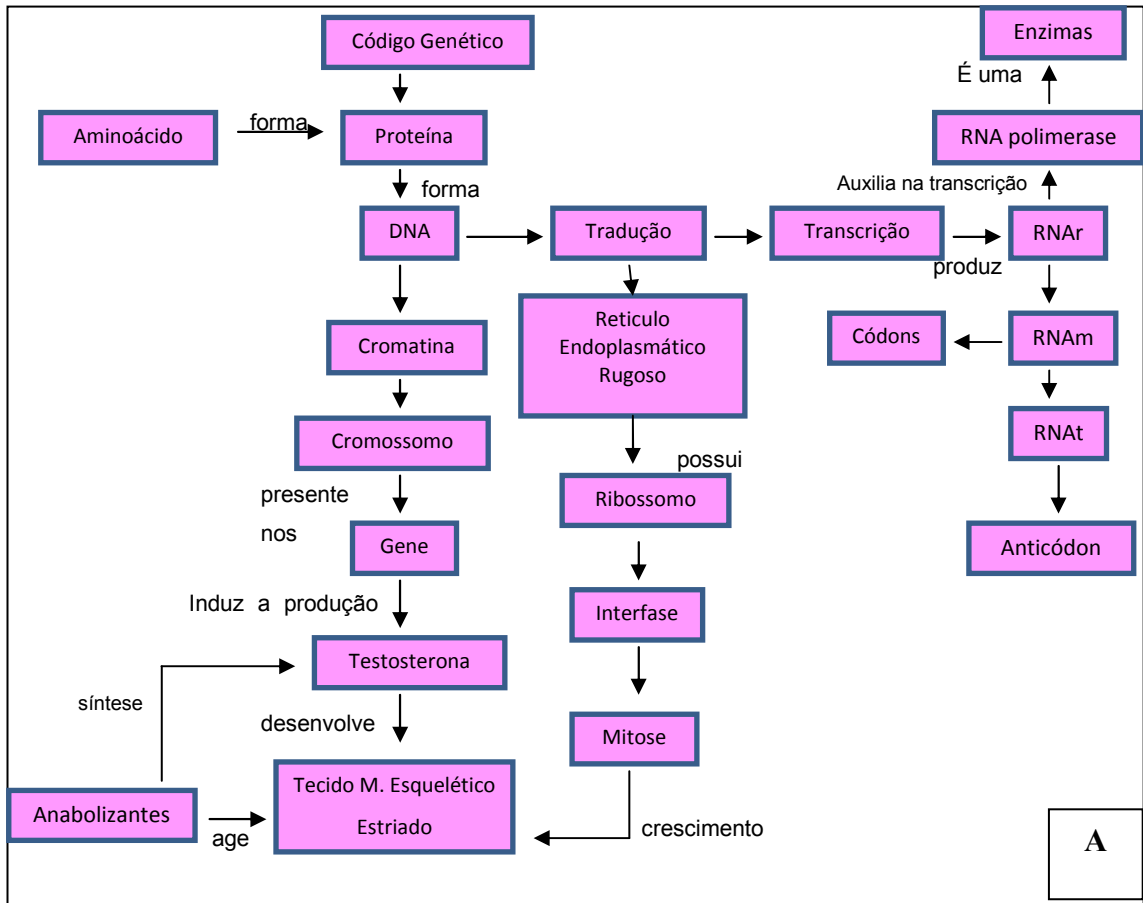 Código Genético
Enzimas
É uma
Aminoácido
forma
Proteína
RNA polimerase
forma
Auxilia na transcrição
DNA
Tradução
Transcrição
RNAr
produz
Reticulo
Endoplasmático
Rugoso
Cromatina
Códons
RNAm
Cromossomo
RNAt
possui
presente
nos
Ribossomo
Gene
Anticódon
Induz a produção
Interfase
Testosterona
síntese
desenvolve
Mitose
Tecido M. Esquelético
Estriado
Anabolizantes
age
crescimento
A